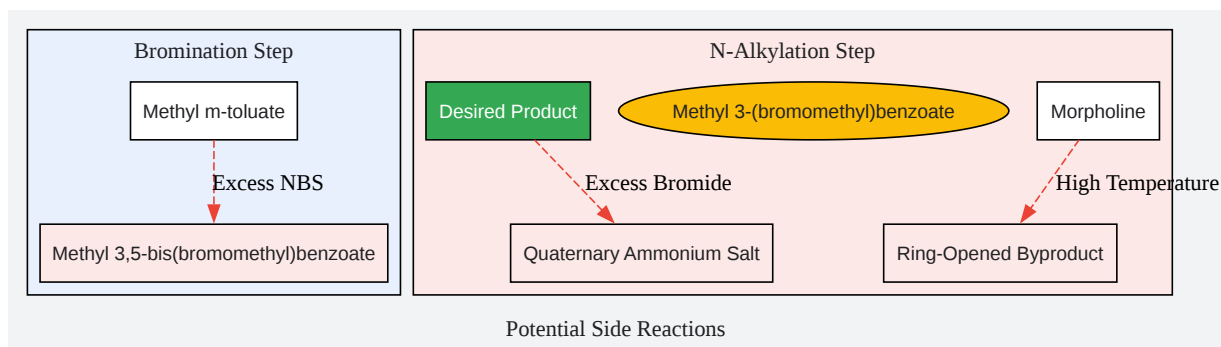 Bromination Step
N-Alkylation Step
Methyl m-toluate
Desired Product
Methyl 3-(bromomethyl)benzoate
Morpholine
Excess NBS
Excess Bromide
High Temperature
Methyl 3,5-bis(bromomethyl)benzoate
Quaternary Ammonium Salt
Ring-Opened Byproduct
Potential Side Reactions